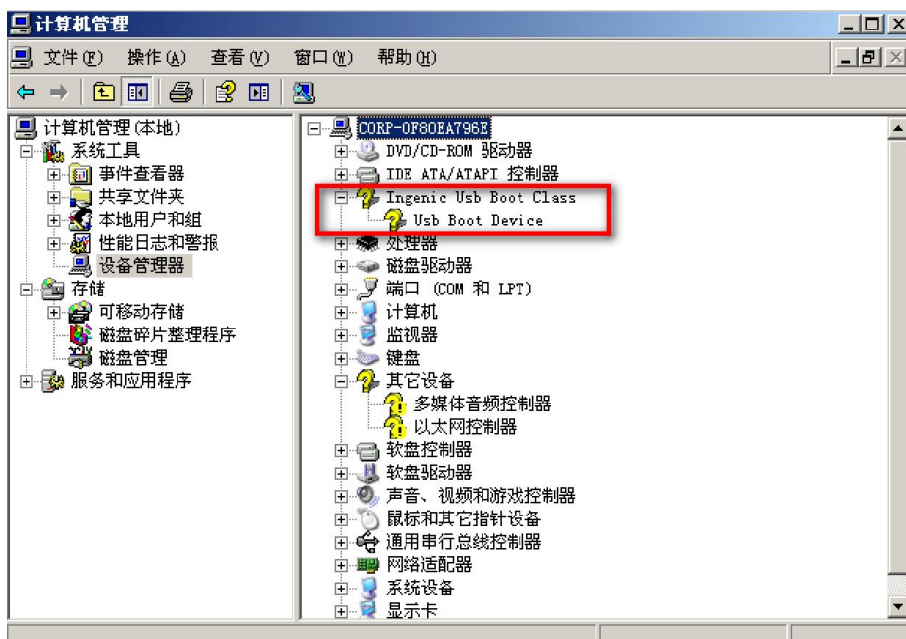 计算机管理
文件(F) 操作(A) 查看(V) 窗口(W) 帮助(H)
计算机管理(本地)
系统工具
事件查看器
共享文件夹
本地用户和组
性能日志和警报
设备管理器
存储
可移动存储
磁盘碎片整理程序
磁盘管理
服务和应用程序
CORP-0F80EA796E
DVD/CD-ROM 驱动器
IDE ATA/ATAPI 控制器
Ingenic Usb Boot Class
Usb Boot Device
处理器
磁盘驱动器
端口 (COM 和 LPT)
计算机
监视器
键盘
其它设备
多媒体音频控制器
以太网控制器
软盘控制器
软盘驱动器
声音、视频和游戏控制器
鼠标和其它指针设备
通用串行总线控制器
网络适配器
系统设备
显示卡